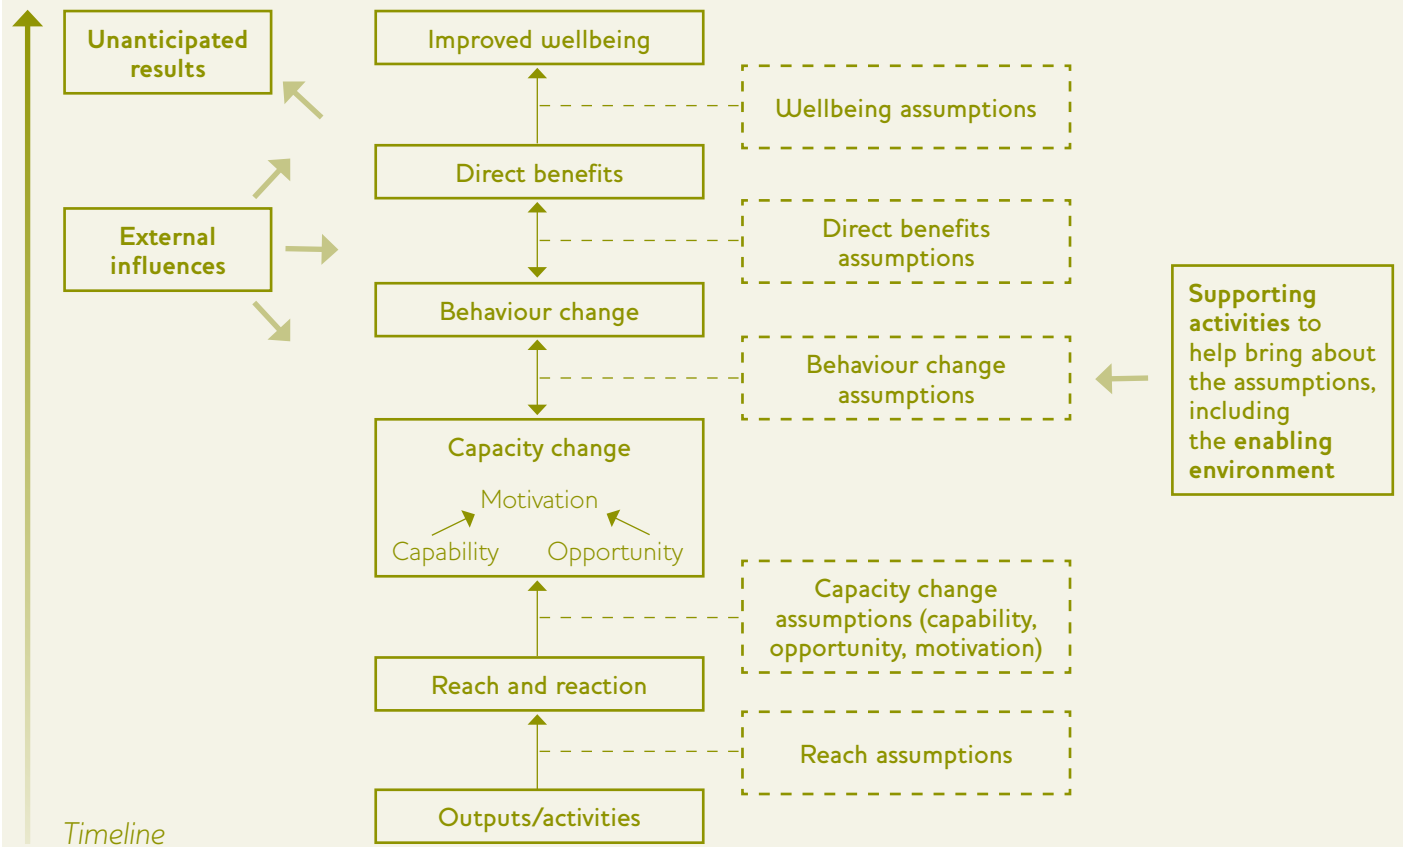 Unanticipated
results
Improved wellbeing
Wellbeing assumptions
Direct benefits
External
influences
Direct benefits
assumptions
Behaviour change
Behaviour change
assumptions
Supporting
activities to
help bring about
the assumptions,
including
the enabling
environment
Capacity change
Motivation
Capability
Opportunity
Capacity change
assumptions (capability,
opportunity, motivation)
Reach and reaction
Reach assumptions
Outputs/activities
Timeline